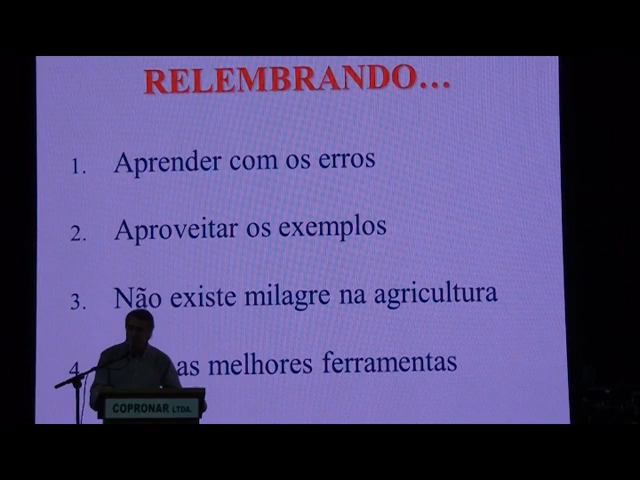 RELEMBRANDO...
1. Aprender com os erros
2. Aproveitar os exemplos
3. Não existe milagre na agricultura
4. as melhores ferramentas
COPRONAR LTDA.